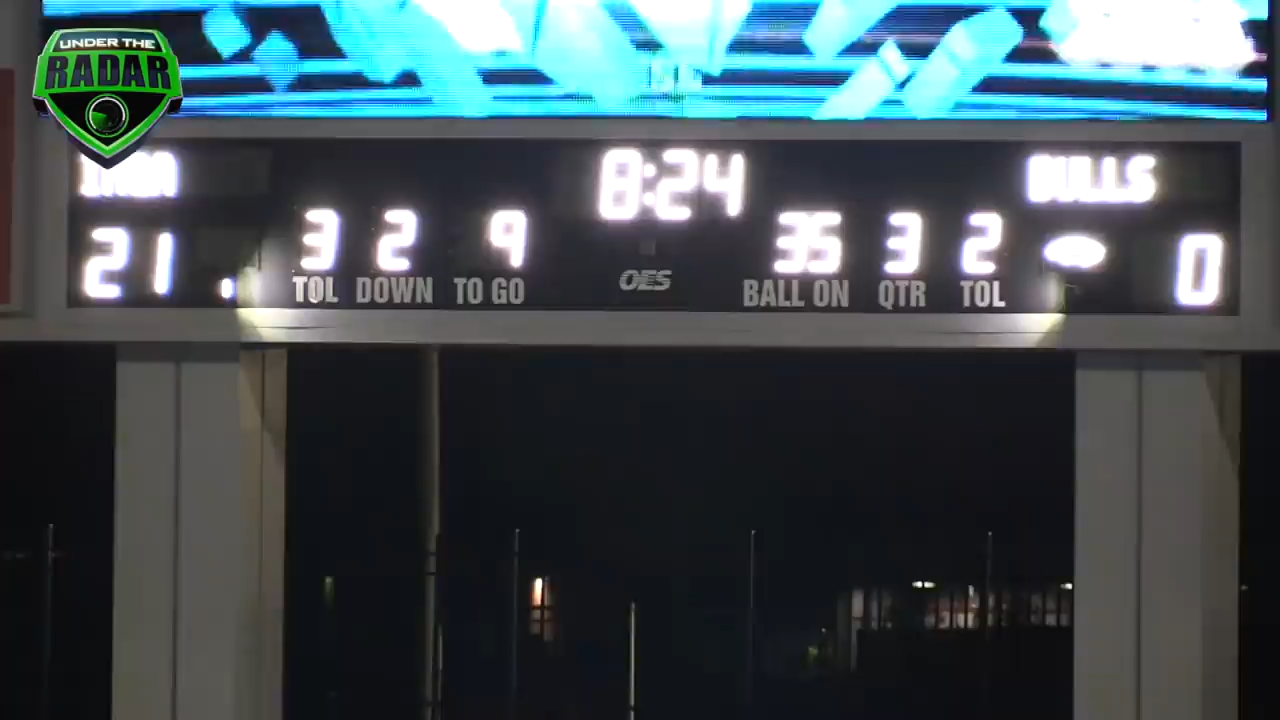 UNDER THE
RADAR
8:24
BULLS
21 3 2 9 35 3 2 0
TOL DOWN TO GO OES BALL ON QTR TOL